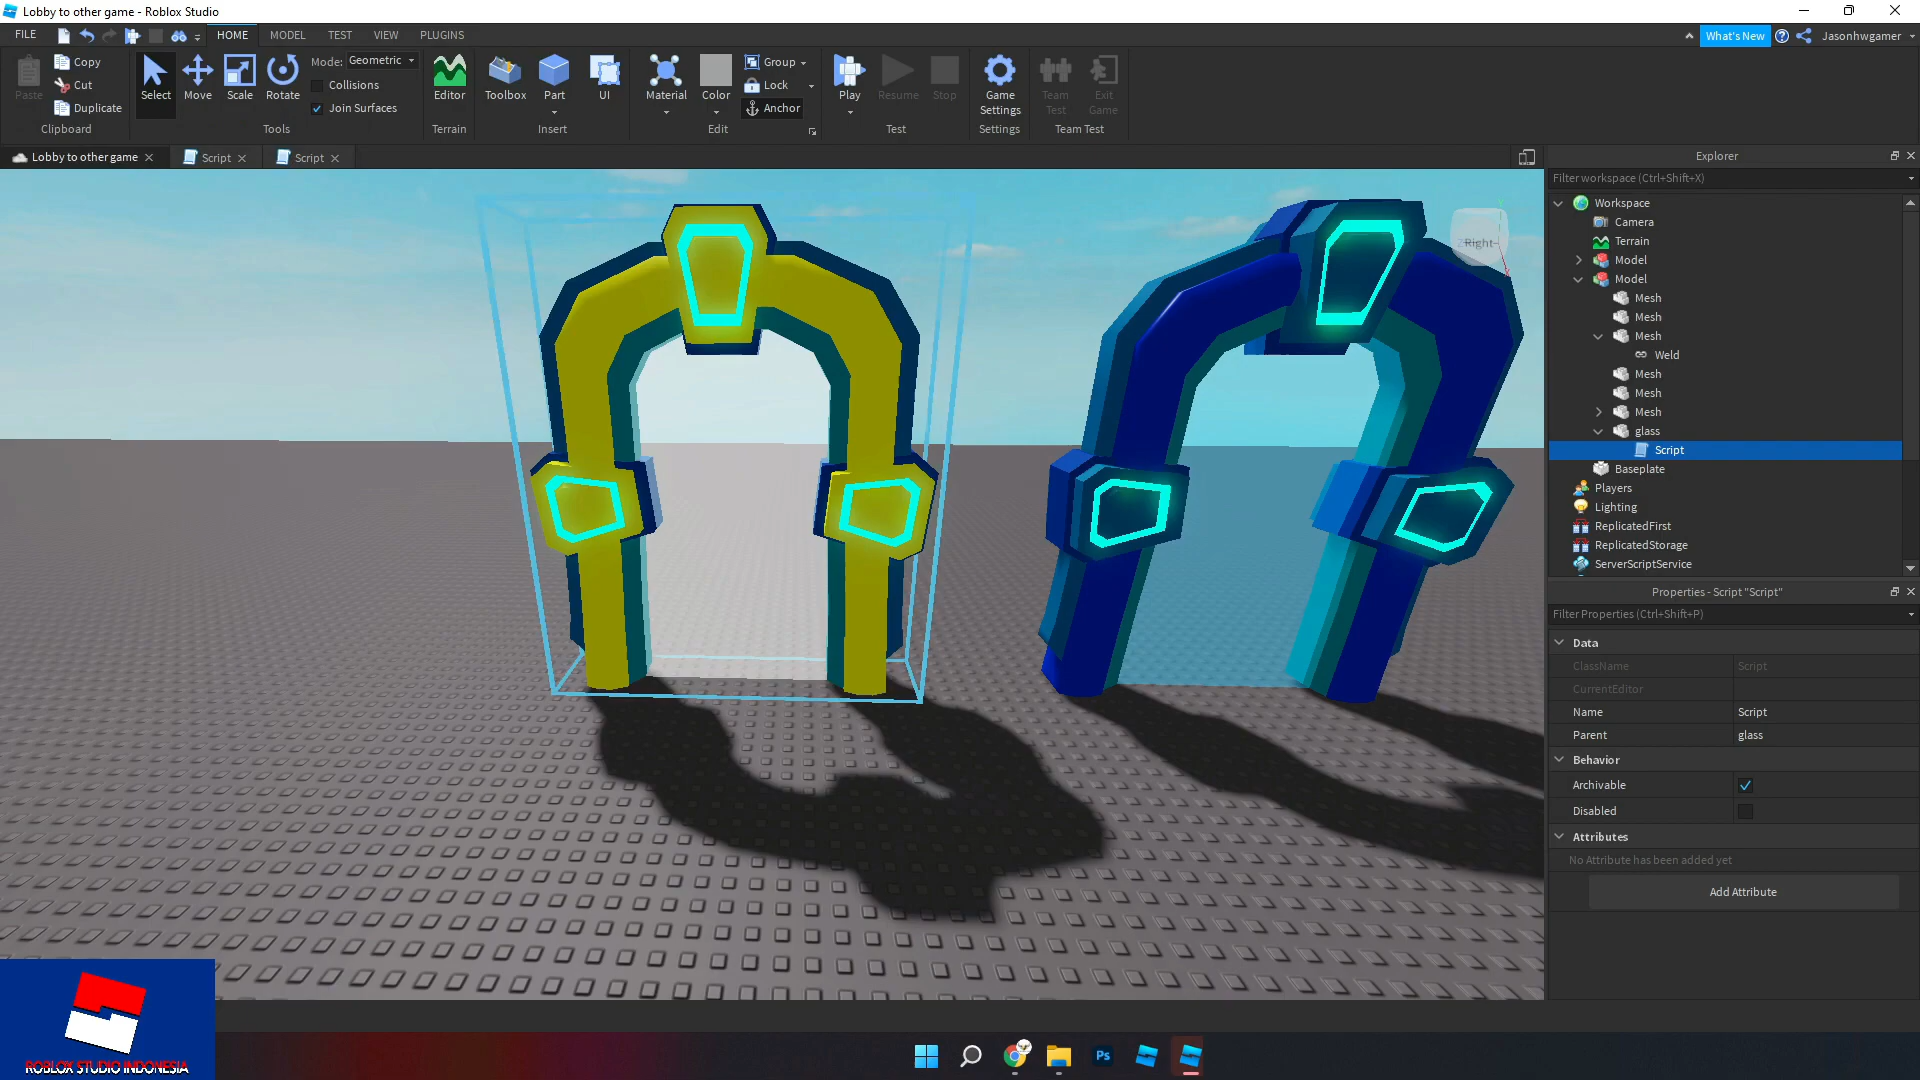 Lobby to other game - Roblox Studio
FILE HOME MODEL TEST VIEW PLUGINS What's New Jasonhwgamer
Paste Copy Cut Duplicate Clipboard
Select Move Scale Rotate Mode: Geometric Collisions Join Surfaces Tools
Editor Terrain
Toolbox Part UI Insert
Material Color Group Lock Anchor Edit
Play Resume Stop Test
Game Settings Settings
Team Test Exit Game Team Test
Lobby to other game Script Script
Right
Explorer
Filter workspace (Ctrl+Shift+X)
Workspace
Camera
Terrain
Model
Model
Mesh
Mesh
Mesh
Weld
Mesh
Mesh
Mesh
glass
Script
Baseplate
Players
Lighting
ReplicatedFirst
ReplicatedStorage
ServerScriptService
Properties - Script "Script"
Filter Properties (Ctrl+Shift+P)
Data
ClassName Script
CurrentEditor
Name Script
Parent glass
Behavior
Archivable
Disabled
Attributes
No Attribute has been added yet
Add Attribute
ROBLOX STUDIO INDONESIA
Ps